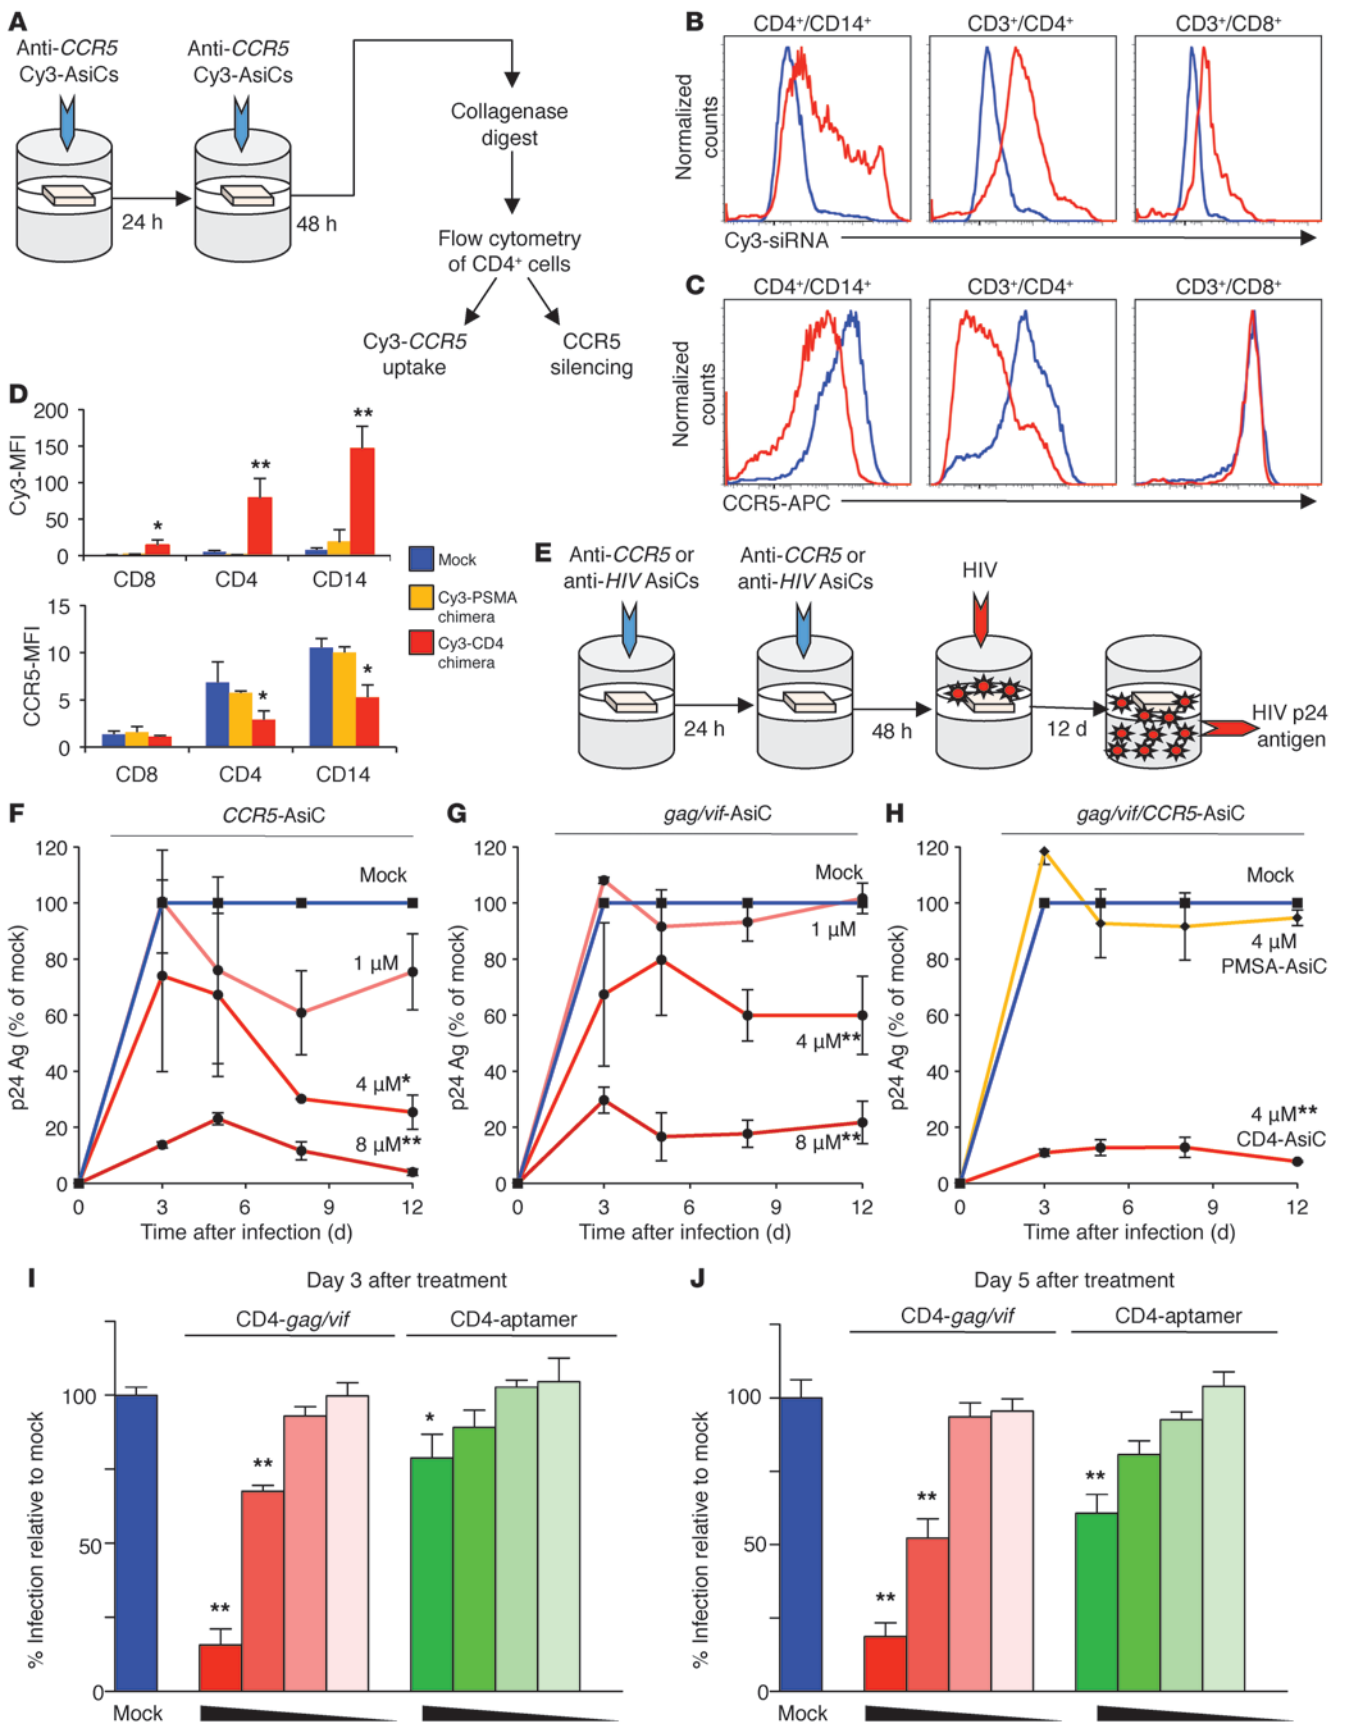 A
Anti-CCR5
Cy3-AsiCs
Anti-CCR5
Cy3-AsiCs
24 h
48 h
Collagenase
digest
Flow cytometry
of CD4⁺ cells
Cy3-CCR5
uptake
CCR5
silencing
B
CD4⁺/CD14⁺
CD3⁺/CD4⁺
CD3⁺/CD8⁺
Normalized
counts
Cy3-siRNA
C
CD4⁺/CD14⁺
CD3⁺/CD4⁺
CD3⁺/CD8⁺
Normalized
counts
CCR5-APC
D
Cy3-MFI
200
150
100
50
0
*
**
**
CD8
CD4
CD14
CCR5-MFI
15
10
5
0
*
*
CD8
CD4
CD14
Mock
Cy3-PSMA
chimera
Cy3-CD4
chimera
E
Anti-CCR5 or
anti-HIV AsiCs
Anti-CCR5 or
anti-HIV AsiCs
HIV
24 h
48 h
12 d
HIV p24
antigen
F
CCR5-AsiC
p24 Ag (% of mock)
120
100
80
60
40
20
0
Mock
1 µM
4 µM*
8 µM**
0
3
6
9
12
Time after infection (d)
G
gag/vif-AsiC
p24 Ag (% of mock)
120
100
80
60
40
20
0
Mock
1 µM
4 µM**
8 µM**
0
3
6
9
12
Time after infection (d)
H
gag/vif/CCR5-AsiC
p24 Ag (% of mock)
120
100
80
60
40
20
0
Mock
4 µM
PMSA-AsiC
4 µM**
CD4-AsiC
0
3
6
9
12
Time after infection (d)
I
Day 3 after treatment
CD4-gag/vif
CD4-aptamer
% Infection relative to mock
100
50
0
**
**
*
Mock
J
Day 5 after treatment
CD4-gag/vif
CD4-aptamer
% Infection relative to mock
100
50
0
**
**
**
Mock